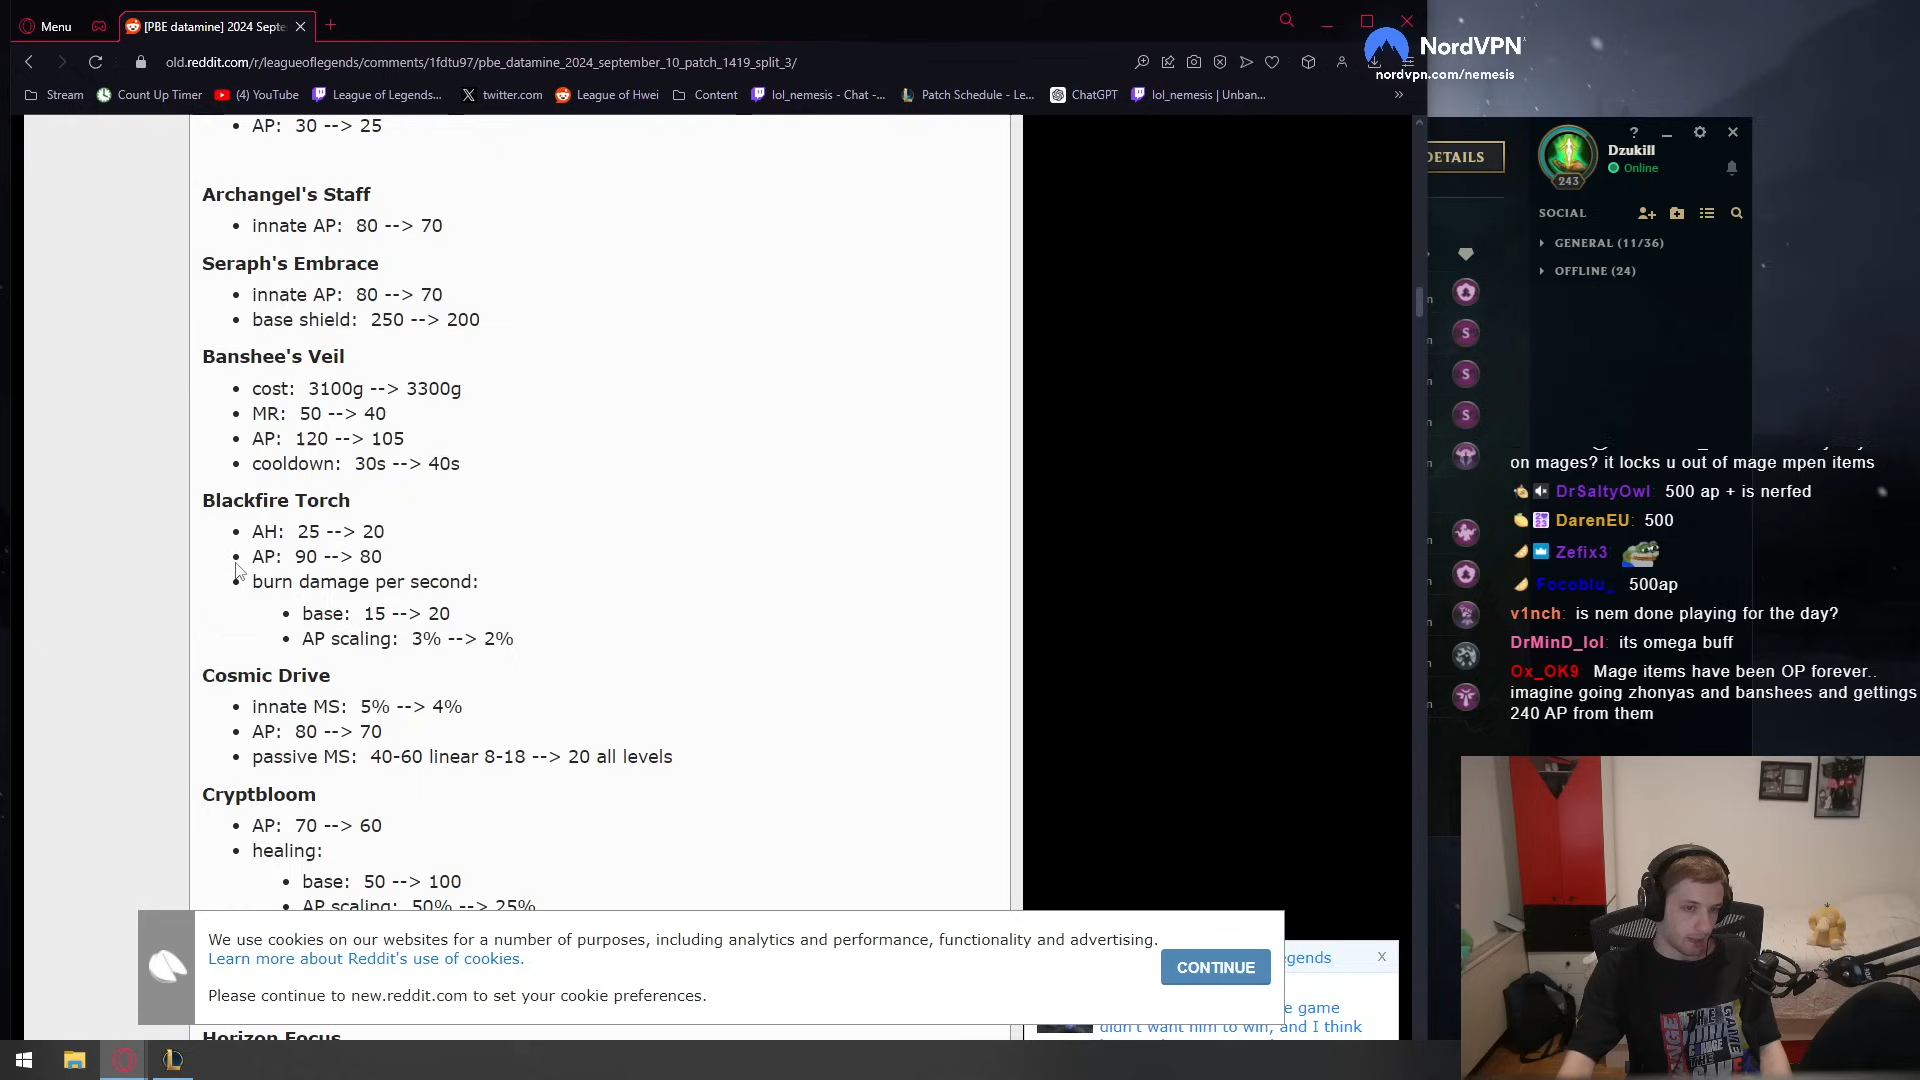 Menu
[PBE datamine] 2024 Septe
NordVPN
nordvpn.com/nemesis
old.reddit.com/r/leagueoflegends/comments/1fdtu97/pbe_datamine_2024_september_10_patch_1419_split_3/
Stream
Count Up Timer
(4) YouTube
League of Legends...
twitter.com
League of Hwei
Content
lol_nemesis - Chat -...
Patch Schedule - Le...
ChatGPT
lol_nemesis | Unban...
»
• AP: 30 --> 25
Archangel's Staff
• innate AP: 80 --> 70
Seraph's Embrace
• innate AP: 80 --> 70
• base shield: 250 --> 200
Banshee's Veil
• cost: 3100g --> 3300g
• MR: 50 --> 40
• AP: 120 --> 105
• cooldown: 30s --> 40s
Blackfire Torch
• AH: 25 --> 20
• AP: 90 --> 80
• burn damage per second:
• base: 15 --> 20
• AP scaling: 3% --> 2%
Cosmic Drive
• innate MS: 5% --> 4%
• AP: 80 --> 70
• passive MS: 40-60 linear 8-18 --> 20 all levels
Cryptbloom
• AP: 70 --> 60
• healing:
• base: 50 --> 100
• AP scaling: 50% --> 25%
Horizon Focus
We use cookies on our websites for a number of purposes, including analytics and performance, functionality and advertising.
Learn more about Reddit's use of cookies.
Please continue to new.reddit.com to set your cookie preferences.
CONTINUE
egends
X
e game
didn't want him to win, and I think
DETAILS
?
Dzukill
Online
243
SOCIAL
GENERAL (11/36)
OFFLINE (24)
S
S
S
on mages? it locks u out of mage mpen items
DrSaltyOwl: 500 ap + is nerfed
DarenEU: 500
Zefix3
Focoblu_ 500ap
v1nch: is nem done playing for the day?
DrMinD_lol: its omega buff
Ox_OK9 Mage items have been OP forever..
imagine going zhonyas and banshees and gettings
240 AP from them